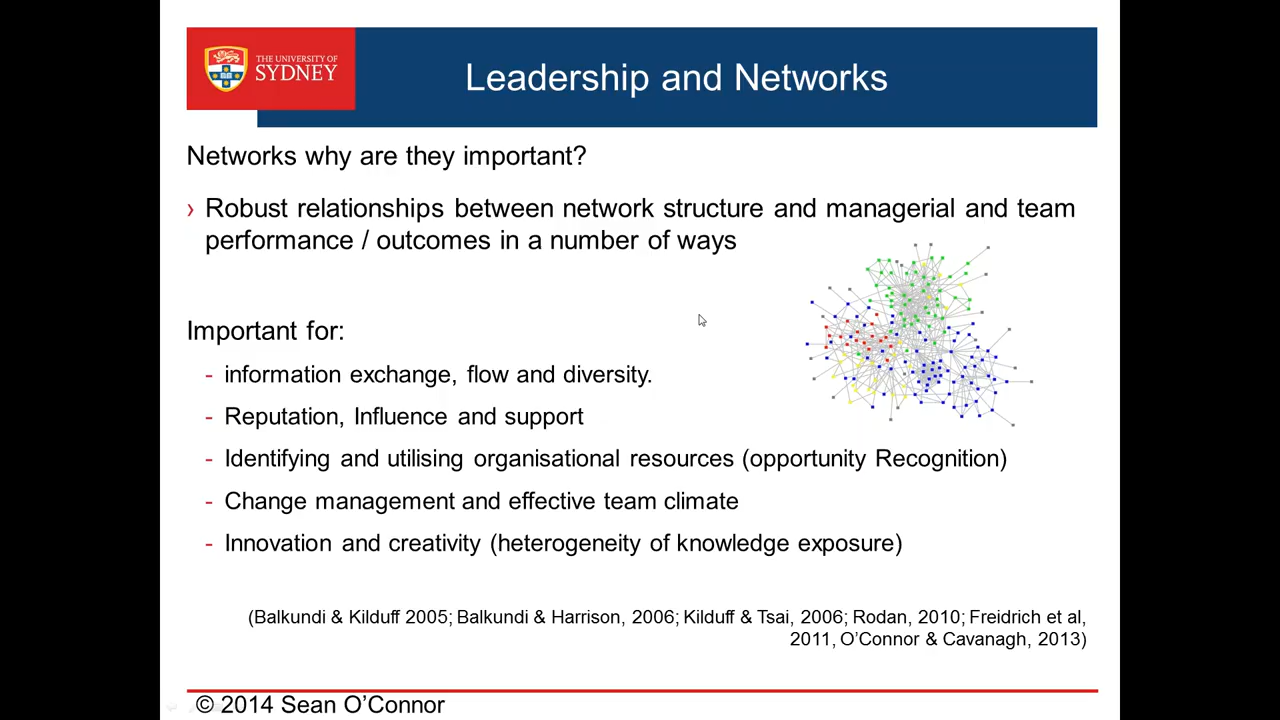 THE UNIVERSITY OF
SYDNEY
Leadership and Networks
Networks why are they important?
› Robust relationships between network structure and managerial and team
performance / outcomes in a number of ways
Important for:
- information exchange, flow and diversity.
- Reputation, Influence and support
- Identifying and utilising organisational resources (opportunity Recognition)
- Change management and effective team climate
- Innovation and creativity (heterogeneity of knowledge exposure)
(Balkundi & Kilduff 2005; Balkundi & Harrison, 2006; Kilduff & Tsai, 2006; Rodan, 2010; Freidrich et al,
2011, O’Connor & Cavanagh, 2013)
© 2014 Sean O’Connor